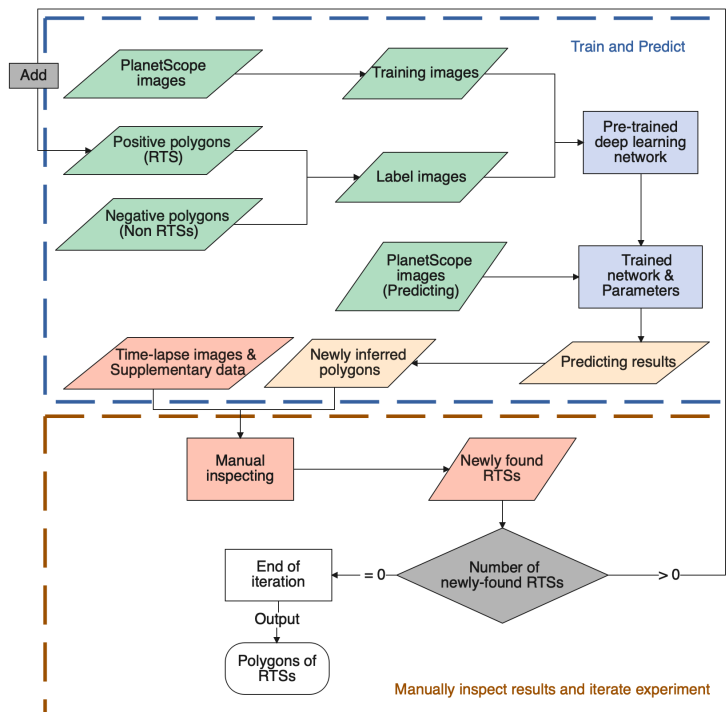 Train and Predict
Add
PlanetScope
images
Training images
Positive polygons
(RTS)
Label images
Pre-trained
deep learning
network
Negative polygons
(Non RTSs)
PlanetScope
images
(Predicting)
Trained
network &
Parameters
Time-lapse images &
Supplementary data
Newly inferred
polygons
Predicting results
Manual
inspecting
Newly found
RTSs
Number of
newly-found RTSs
= 0
> 0
End of
iteration
Output
Polygons of
RTSs
Manually inspect results and iterate experiment